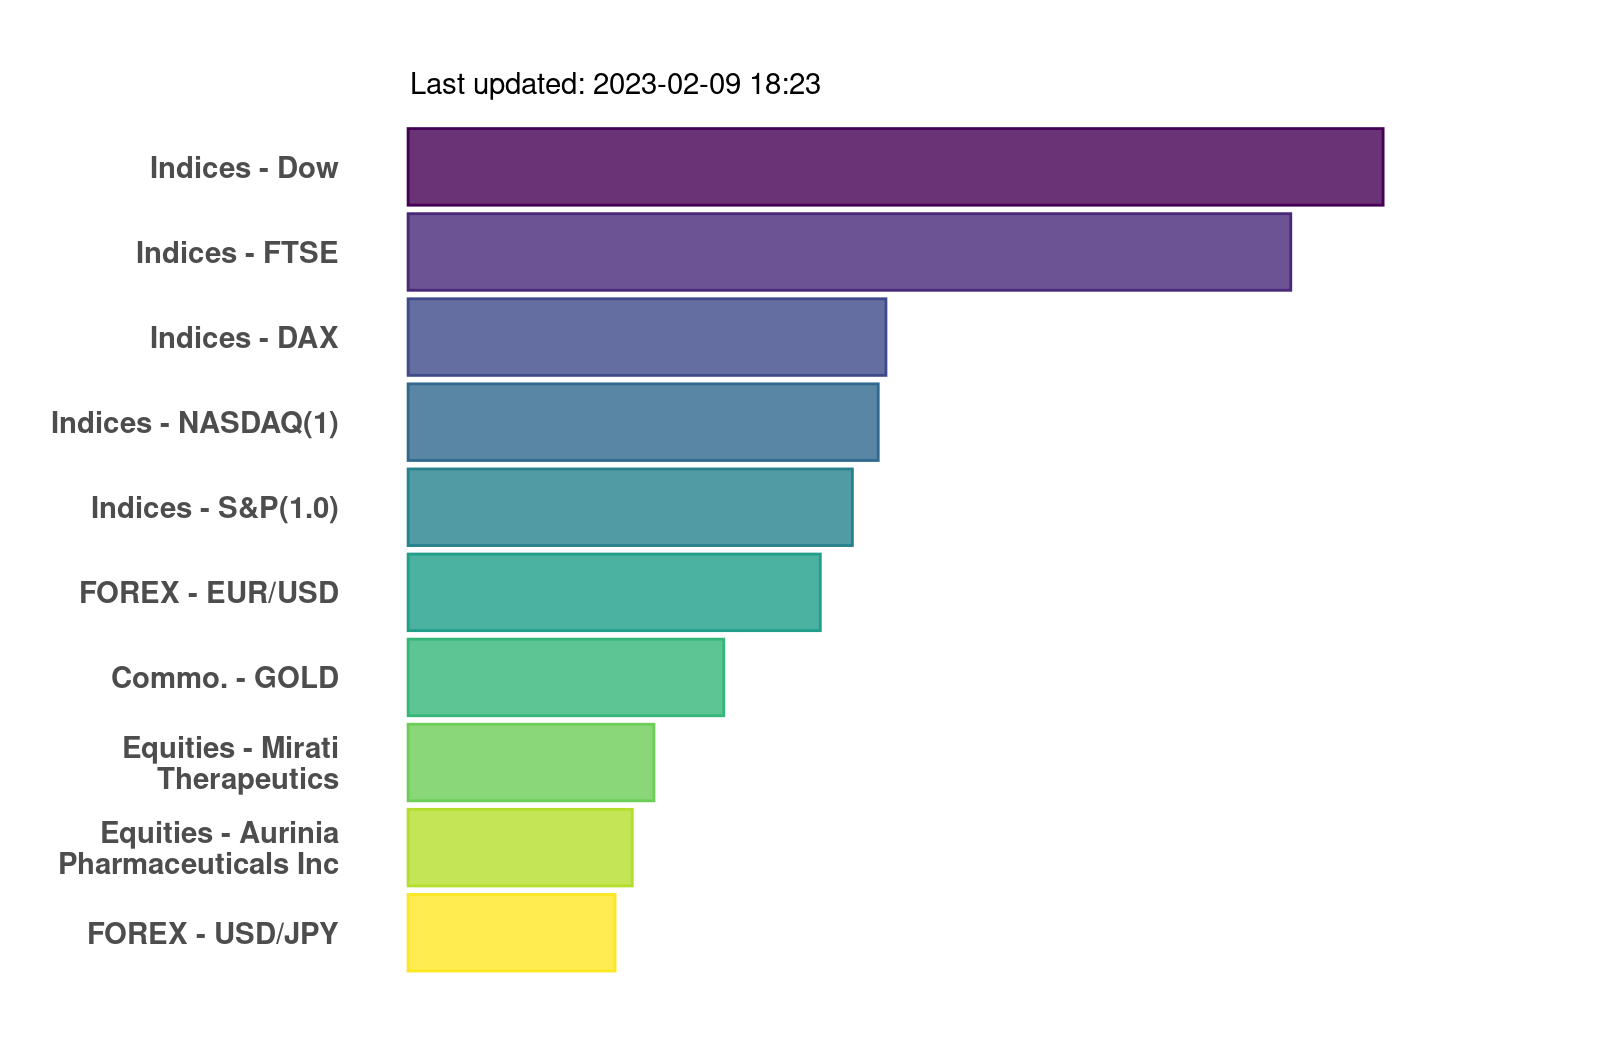 Last updated: 2023-02-09 18:23
Indices - Dow
Indices - FTSE
Indices - DAX
Indices - NASDAQ(1)
Indices - S&P(1.0)
FOREX - EUR/USD
Commo. - GOLD
Equities - Mirati
Therapeutics
Equities - Aurinia
Pharmaceuticals Inc
FOREX - USD/JPY